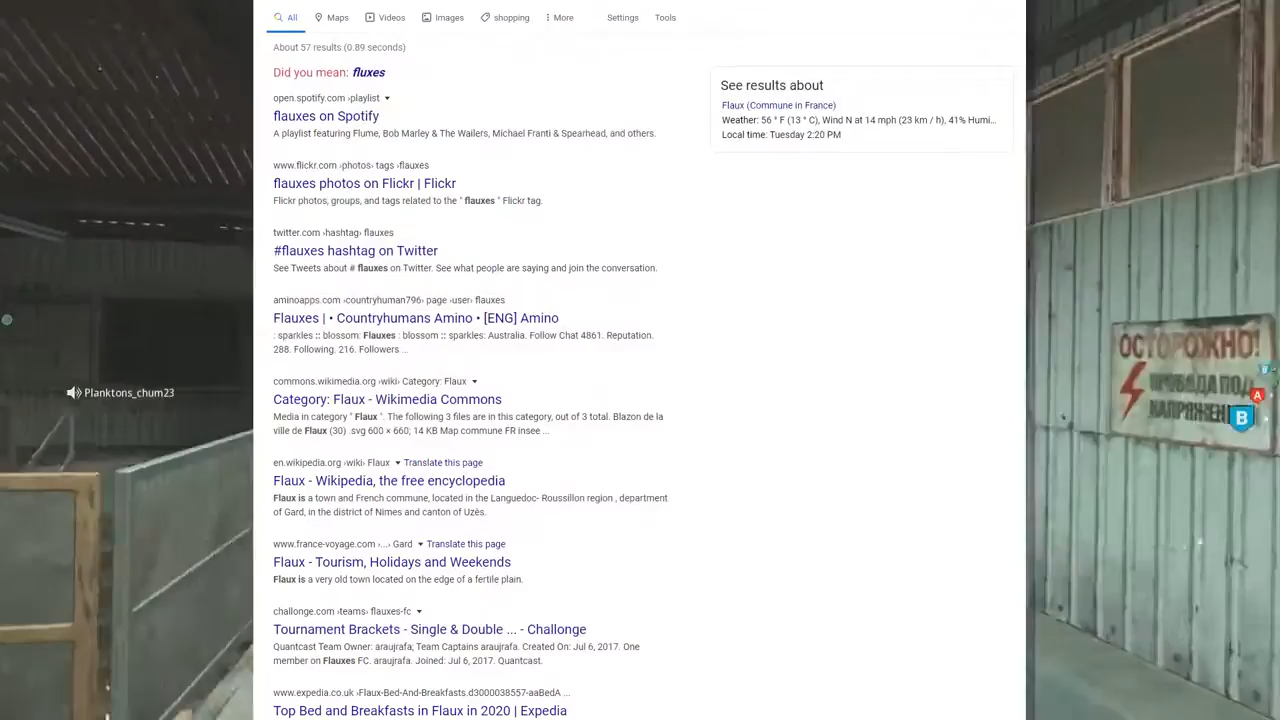 All Maps Videos Images shopping More Settings Tools
About 57 results (0.89 seconds)
Did you mean: fluxes
open.spotify.com ›playlist
flauxes on Spotify
A playlist featuring Flume, Bob Marley & The Wailers, Michael Franti & Spearhead, and others.
www.flickr.com ›photos› tags ›flauxes
flauxes photos on Flickr | Flickr
Flickr photos, groups, and tags related to the " flauxes " Flickr tag.
twitter.com ›hashtag› flauxes
#flauxes hashtag on Twitter
See Tweets about # flauxes on Twitter. See what people are saying and join the conversation.
aminoapps.com ›countryhuman796› page ›user› flauxes
Flauxes | • Countryhumans Amino • [ENG] Amino
: sparkles :: blossom: Flauxes : blossom :: sparkles: Australia. Follow Chat 4861. Reputation.
288. Following. 216. Followers ...
commons.wikimedia.org ›wiki› Category: Flaux
Category: Flaux - Wikimedia Commons
Media in category " Flaux ". The following 3 files are in this category, out of 3 total. Blazon de la
ville de Flaux (30) .svg 600 × 660; 14 KB Map commune FR insee ...
en.wikipedia.org ›wiki› Flaux Translate this page
Flaux - Wikipedia, the free encyclopedia
Flaux is a town and French commune, located in the Languedoc- Roussillon region , department
of Gard, in the district of Nimes and canton of Uzès.
www.france-voyage.com ›...› Gard Translate this page
Flaux - Tourism, Holidays and Weekends
Flaux is a very old town located on the edge of a fertile plain.
challonge.com ›teams› flauxes-fc
Tournament Brackets - Single & Double ... - Challonge
Quantcast Team Owner: araujrafa; Team Captains araujrafa. Created On: Jul 6, 2017. One
member on Flauxes FC. araujrafa. Joined: Jul 6, 2017. Quantcast.
www.expedia.co.uk ›Flaux-Bed-And-Breakfasts.d3000038557-aaBedA ...
Top Bed and Breakfasts in Flaux in 2020 | Expedia
See results about
Flaux (Commune in France)
Weather: 56 ° F (13 ° C), Wind N at 14 mph (23 km / h), 41% Humi...
Local time: Tuesday 2:20 PM
Planktons_chum23
ОСТОРОЖНО!
ПОД
A
B